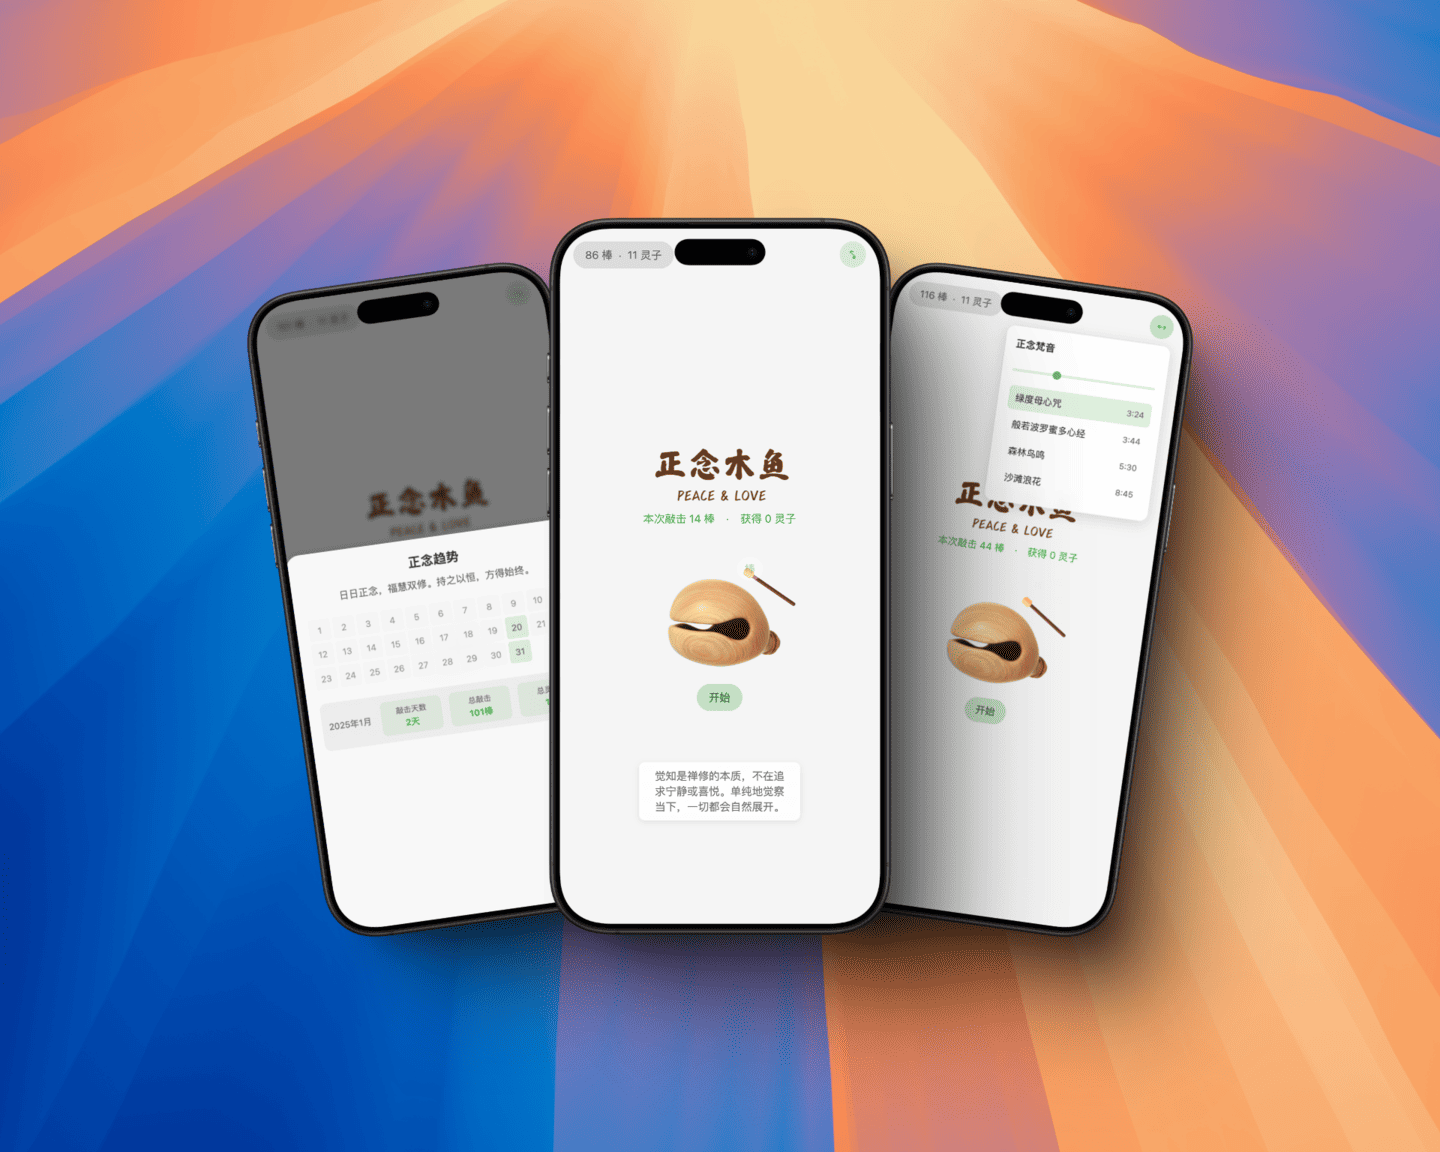 正念木鱼
PEACE & LOVE
正念趋势
日日正念，福慧双修。持之以恒，方得始终。
1 2 3 4 5 6 7 8 9 10
12 13 14 15 16 17 18 19 20 21
23 24 25 26 27 28 29 30 31
2025年1月
敲击天数
2天
总敲击
101棒
86 棒 · 11 灵子
正念木鱼
PEACE & LOVE
本次敲击 14 棒 · 获得 0 灵子
开始
觉知是禅修的本质，不在追
求宁静或喜悦。单纯地觉察
当下，一切都会自然展开。
116 棒 · 11 灵子
正念梵音
绿度母心咒 3:24
般若波罗蜜多心经 3:44
森林鸟鸣 5:30
沙滩浪花 8:45
正念木鱼
PEACE & LOVE
本次敲击 44 棒 · 获得 0 灵子
开始